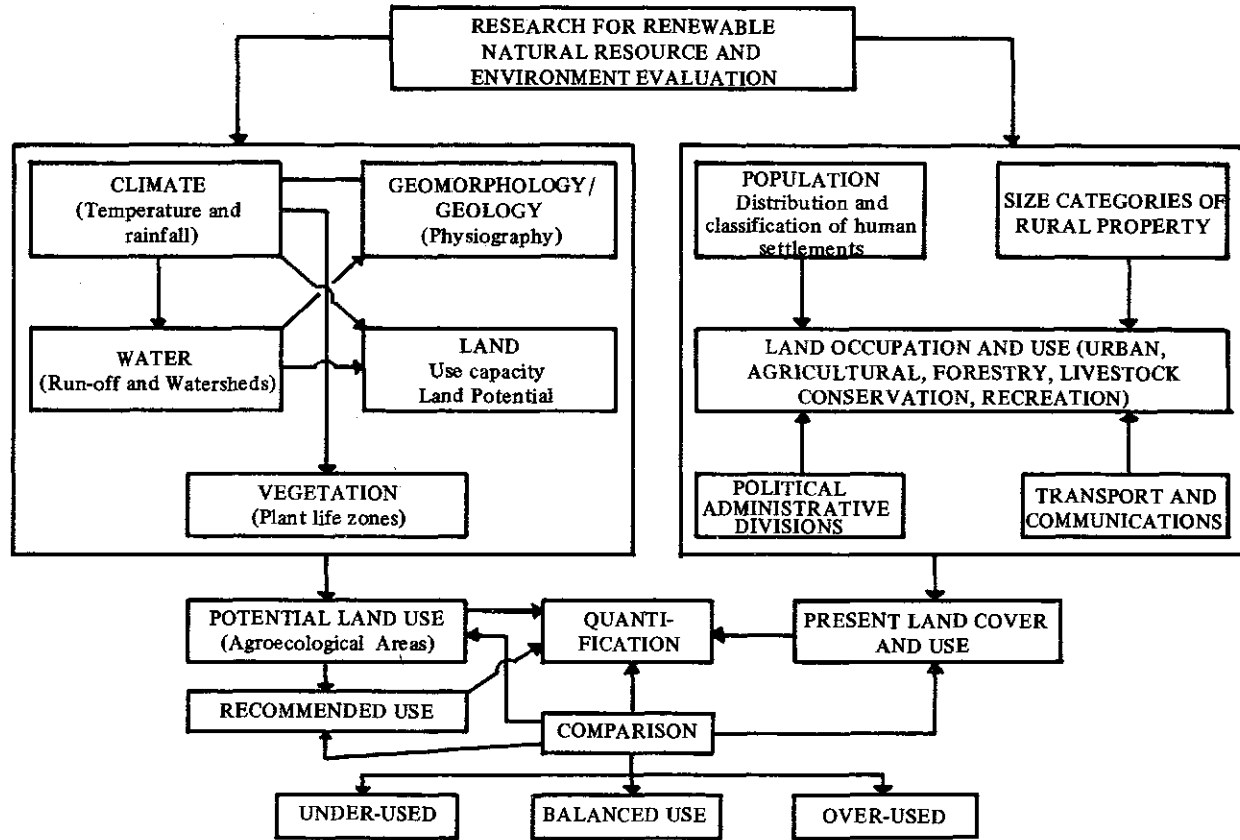 RESEARCH FOR RENEWABLE
NATURAL RESOURCE AND
ENVIRONMENT EVALUATION
CLIMATE
(Temperature and
rainfall)
GEOMORPHOLOGY/
GEOLOGY
(Physiography)
WATER
(Run-off and Watersheds)
LAND
Use capacity
Land Potential
VEGETATION
(Plant life zones)
POPULATION
Distribution and
classification of human
settlements
SIZE CATEGORIES OF
RURAL PROPERTY
LAND OCCUPATION AND USE (URBAN,
AGRICULTURAL, FORESTRY, LIVESTOCK
CONSERVATION, RECREATION)
POLITICAL
ADMINISTRATIVE
DIVISIONS
TRANSPORT AND
COMMUNICATIONS
POTENTIAL LAND USE
(Agroecological Areas)
QUANTI-
FICATION
PRESENT LAND COVER
AND USE
RECOMMENDED USE
COMPARISON
UNDER-USED
BALANCED USE
OVER-USED